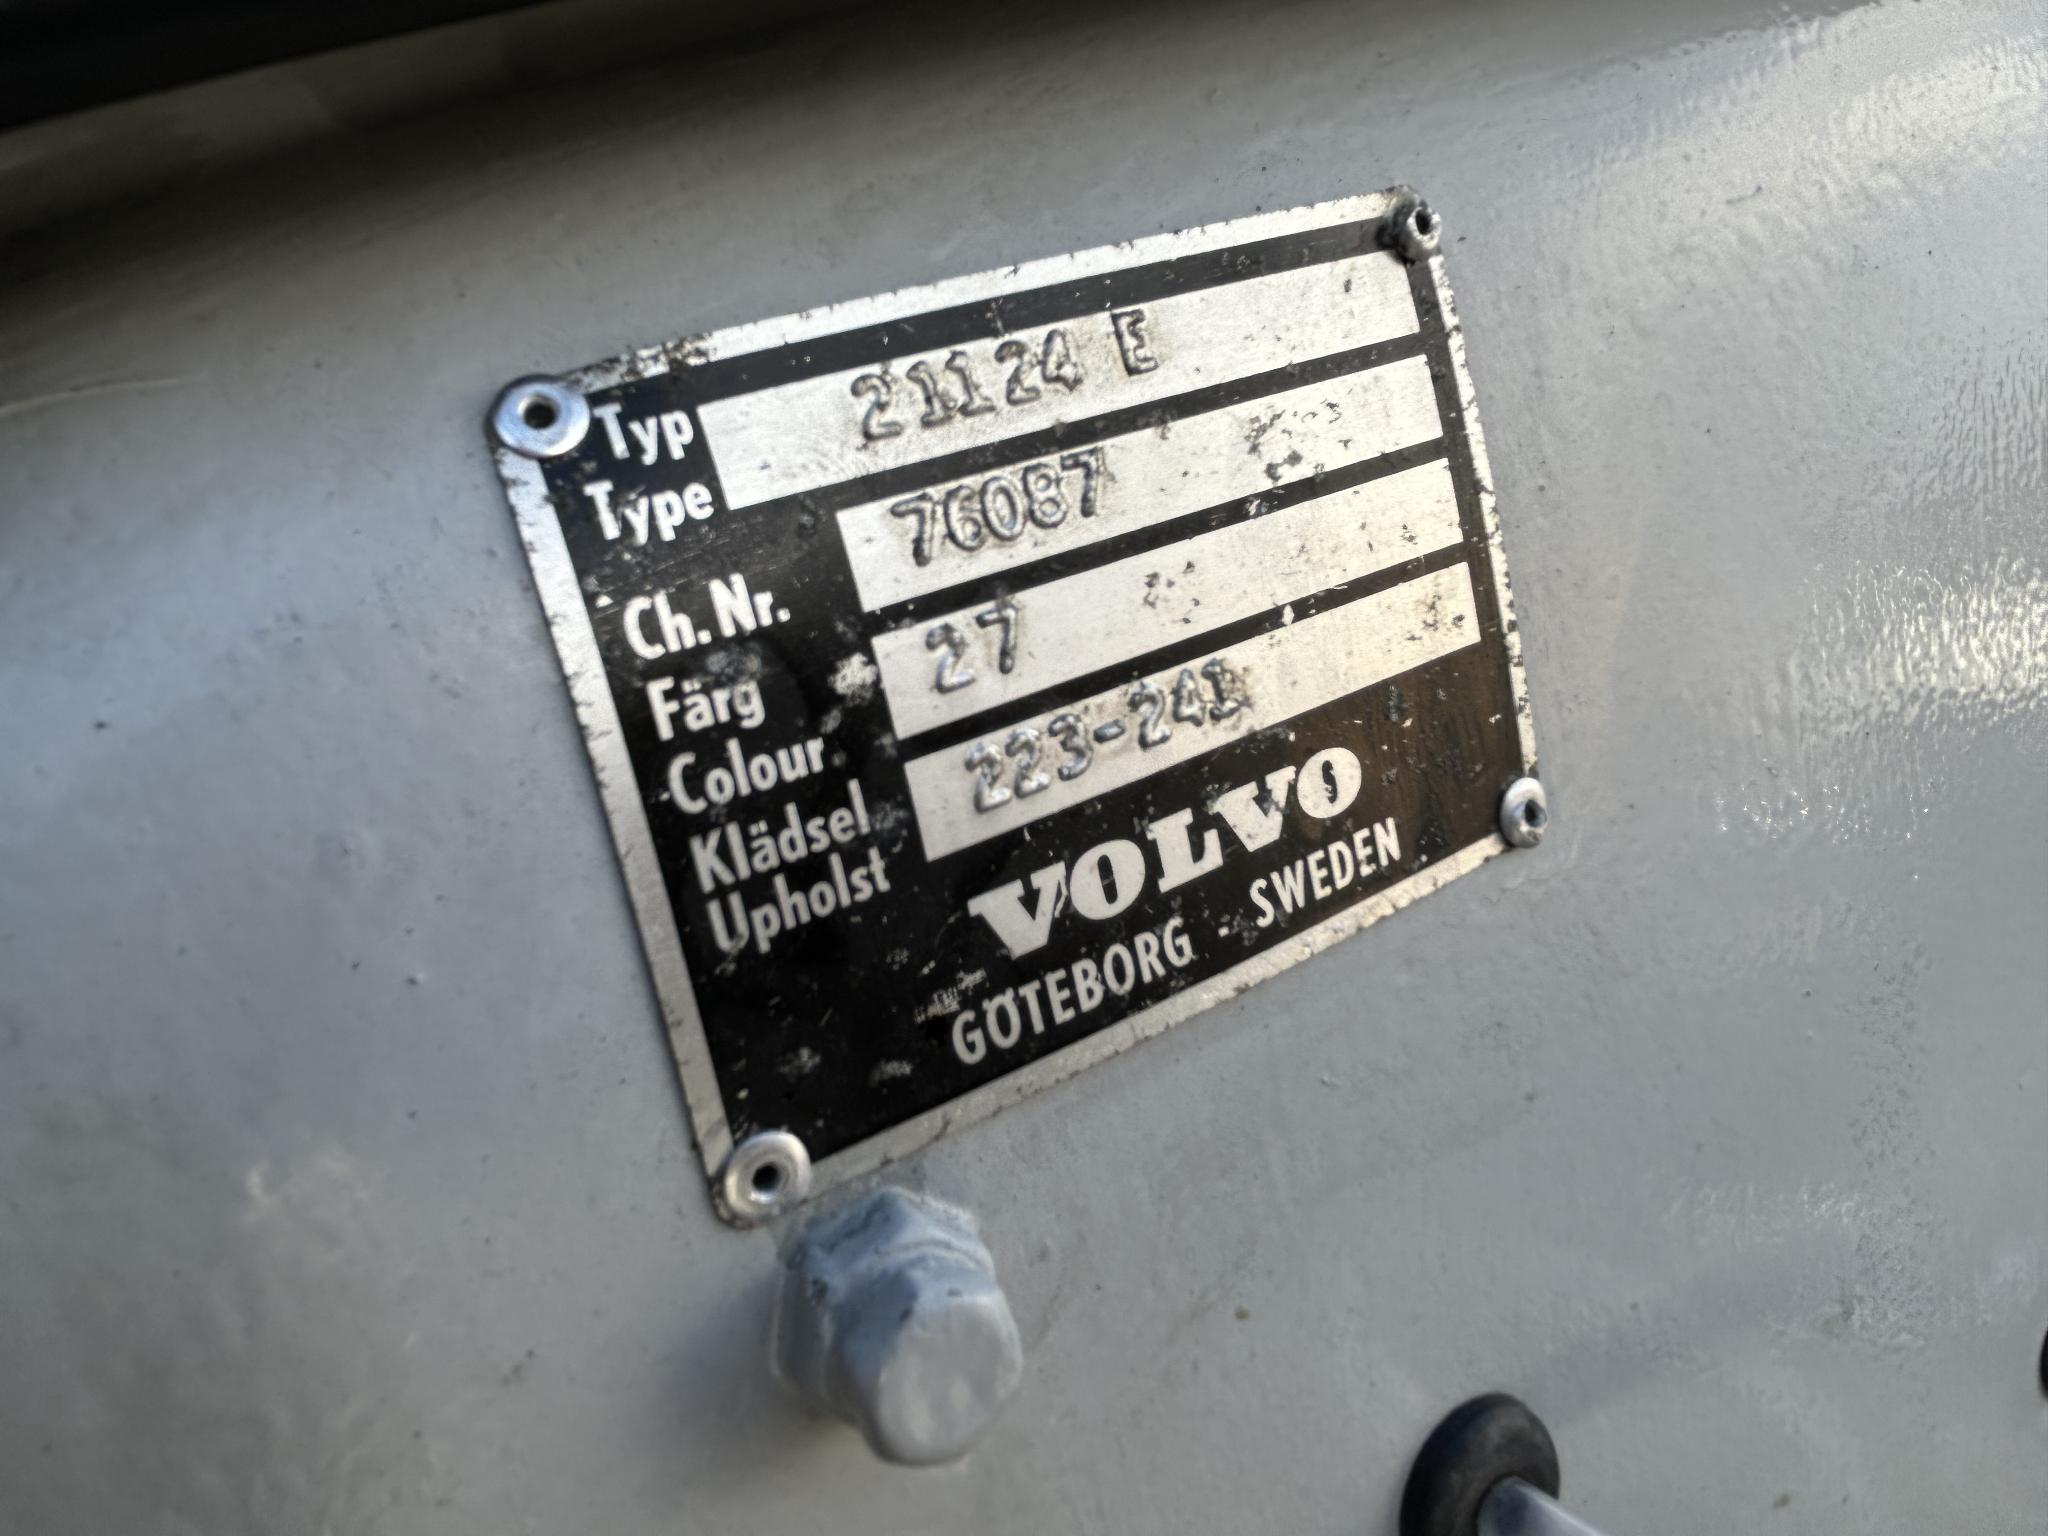 Typ
Type 21124 E
Ch. Nr. 76087
Färg
Colour 27
Klädsel
Upholst 223-241
VOLVO
GÖTEBORG - SWEDEN